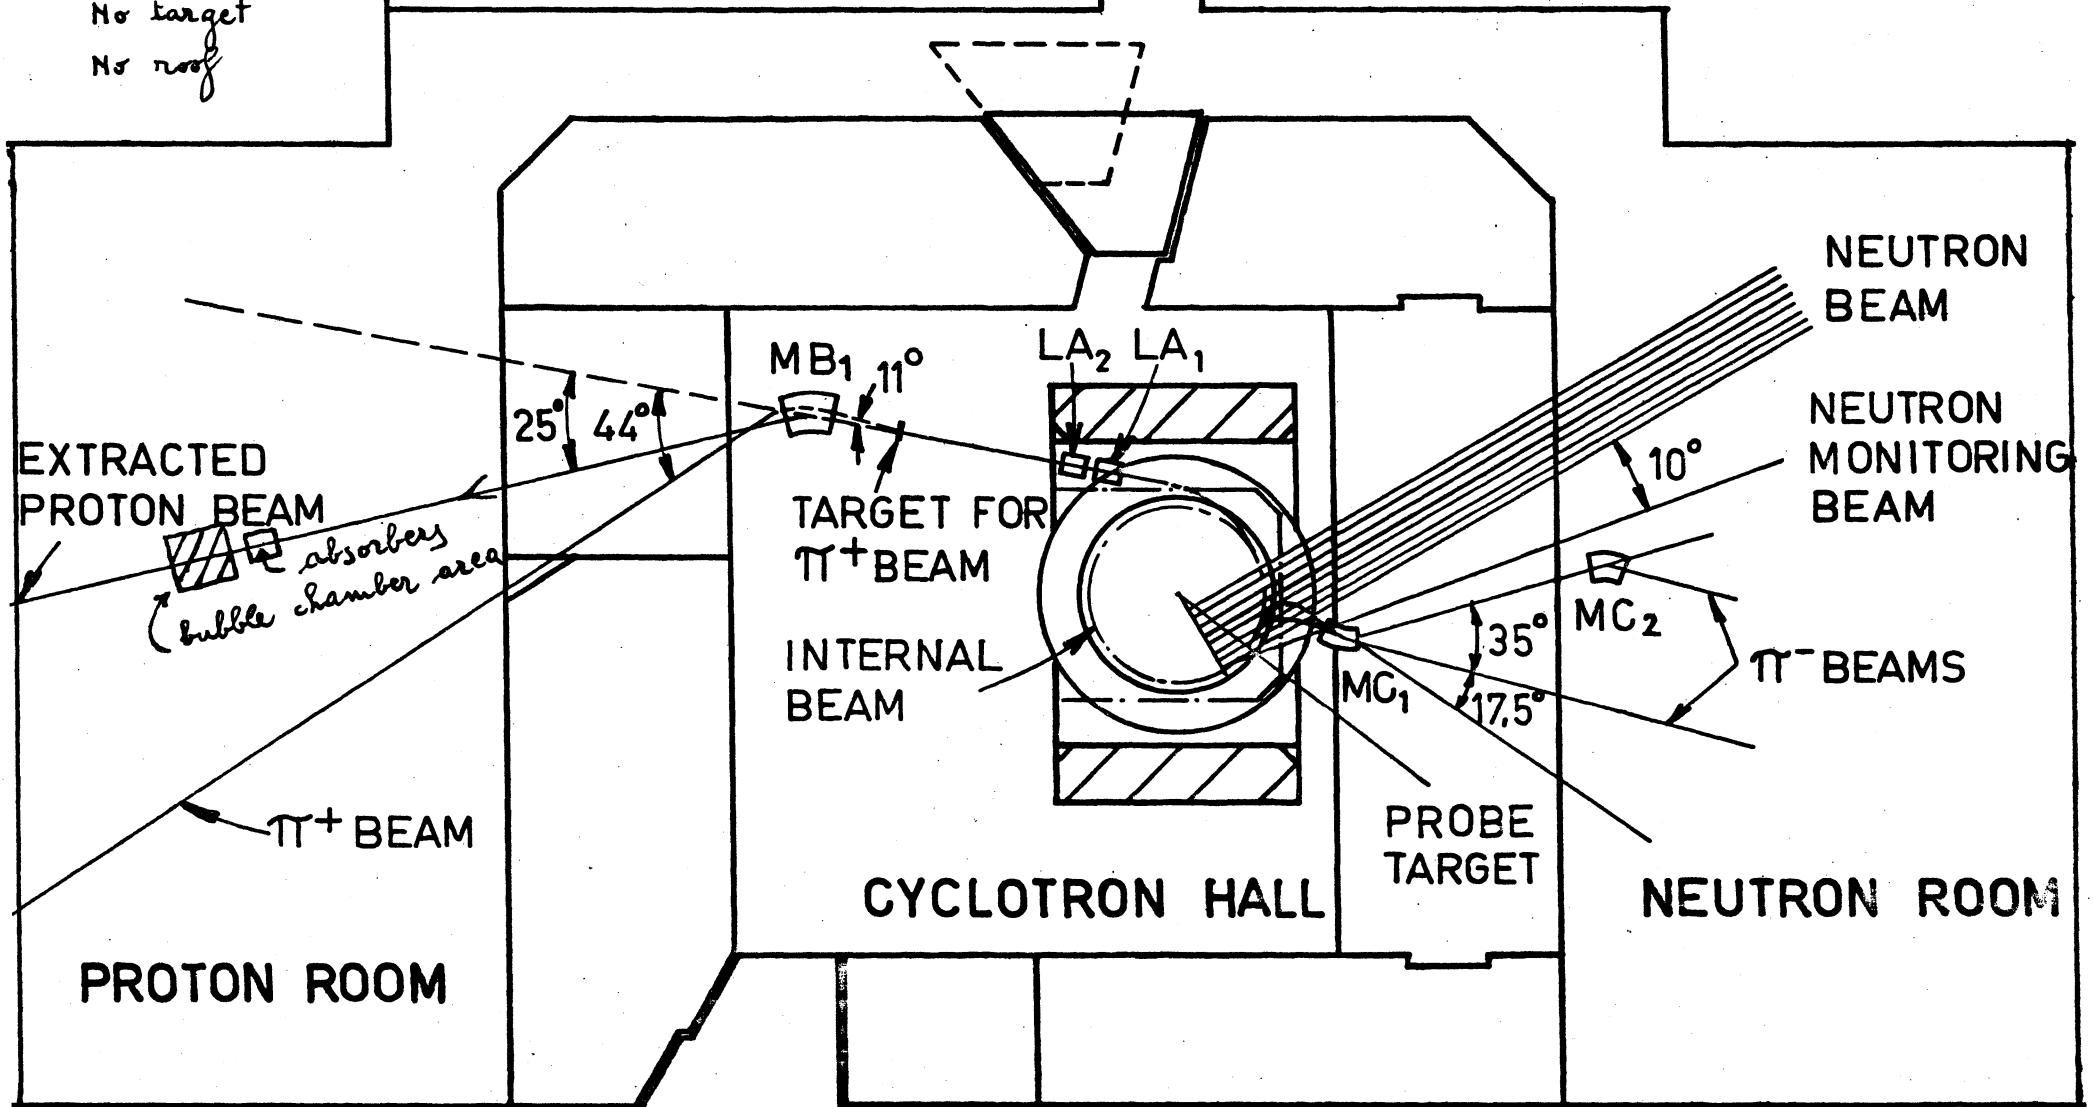 No target
No roof
NEUTRON
BEAM
LA₂ LA₁
MB₁
11°
25° 44°
NEUTRON
MONITORING
BEAM
10°
EXTRACTED
PROTON BEAM
absorbers
bubble chamber area
TARGET FOR
π⁺ BEAM
INTERNAL
BEAM
MC₂
35°
MC₁
17,5°
π⁻ BEAMS
π⁺ BEAM
PROBE
TARGET
CYCLOTRON HALL
NEUTRON ROOM
PROTON ROOM